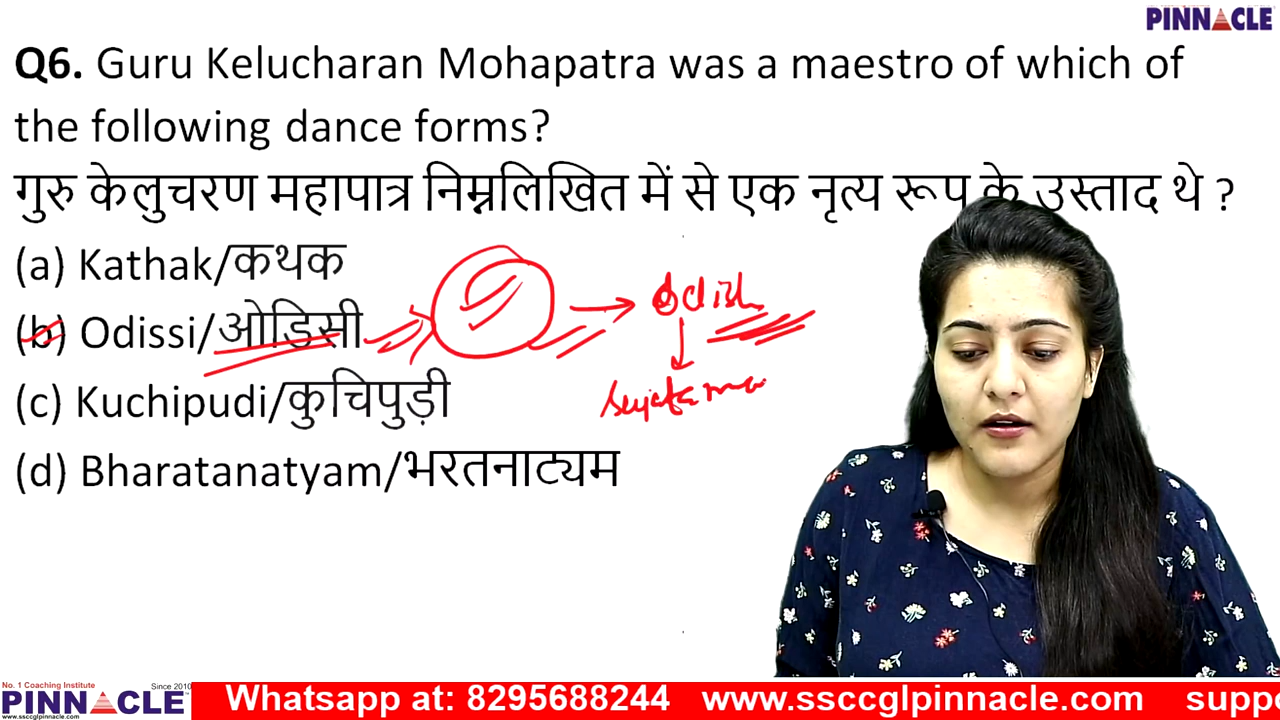 PINNACLE
Q6. Guru Kelucharan Mohapatra was a maestro of which of
the following dance forms?
गुरु केलुचरण महापात्र निम्नलिखित में से एक नृत्य रूप के उस्ताद थे ?
(a) Kathak/कथक
(b) Odissi/ओडिसी
(c) Kuchipudi/कुचिपुड़ी
(d) Bharatanatyam/भरतनाट्यम
No. 1 Coaching Institute Since 2010
PINNACLE
Whatsapp at: 8295688244 www.ssccglpinnacle.com